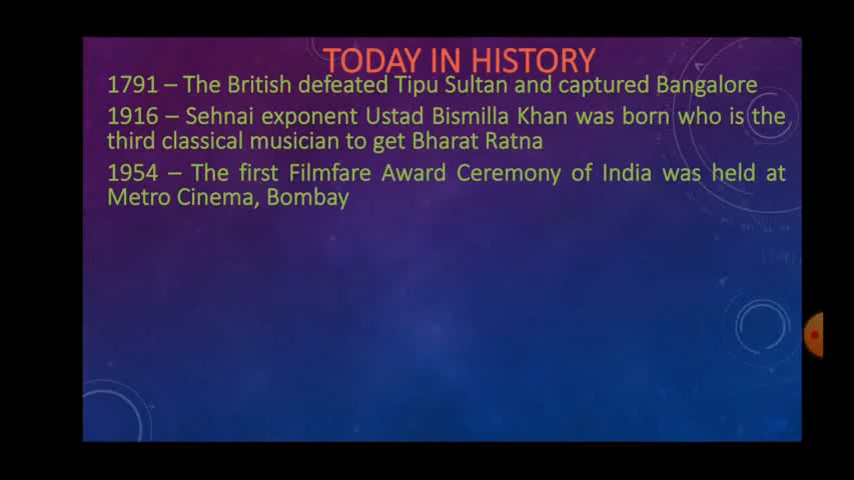 TODAY IN HISTORY
1791 – The British defeated Tipu Sultan and captured Bangalore
1916 – Sehnai exponent Ustad Bismilla Khan was born who is the
third classical musician to get Bharat Ratna
1954 – The first Filmfare Award Ceremony of India was held at
Metro Cinema, Bombay